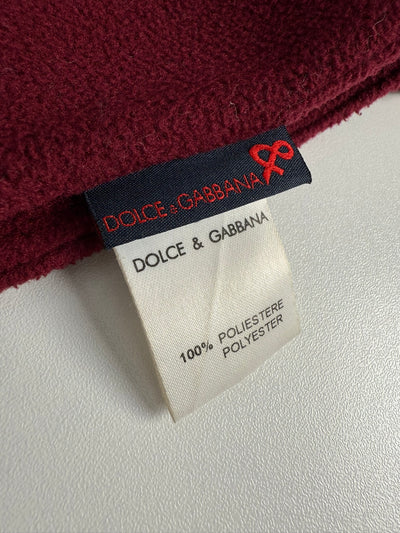 DOLCE & GABBANA
DOLCE & GABBANA
100% POLIESTERE
POLYESTER